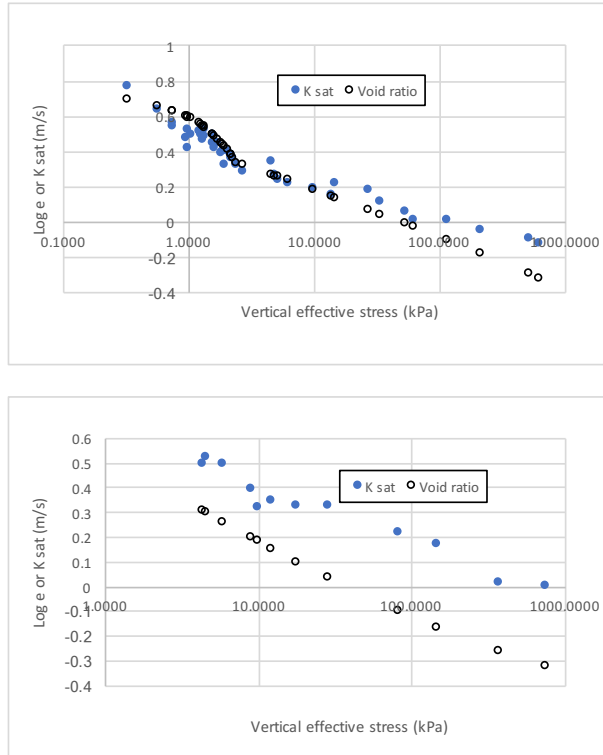 1
0.8
0.6
0.4
0.2
0
-0.2
-0.4
Log e or K sat (m/s)
K sat Void ratio
0.1000 1.0000 10.0000 100.0000 1000.0000
Vertical effective stress (kPa)
0.6
0.5
0.4
0.3
0.2
0.1
0
-0.1
-0.2
-0.3
-0.4
Log e or K sat (m/s)
K sat Void ratio
1.0000 10.0000 100.0000 1000.0000
Vertical effective stress (kPa)